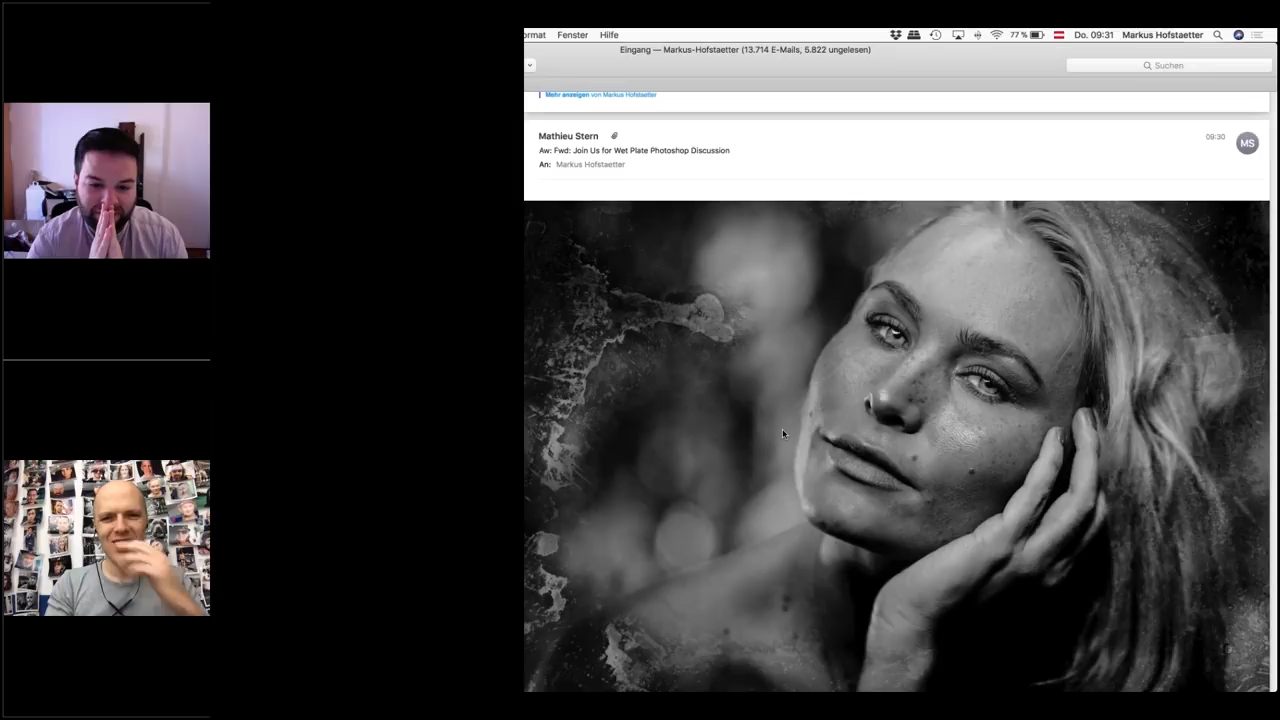 ormat Fenster Hilfe 77 % Do. 09:31 Markus Hofstaetter
Eingang — Markus-Hofstaetter (13.714 E-Mails, 5.822 ungelesen)
Suchen
Mehr anzeigen von Markus Hofstaetter
Mathieu Stern 09:30
MS
Aw: Fwd: Join Us for Wet Plate Photoshop Discussion
An: Markus Hofstaetter